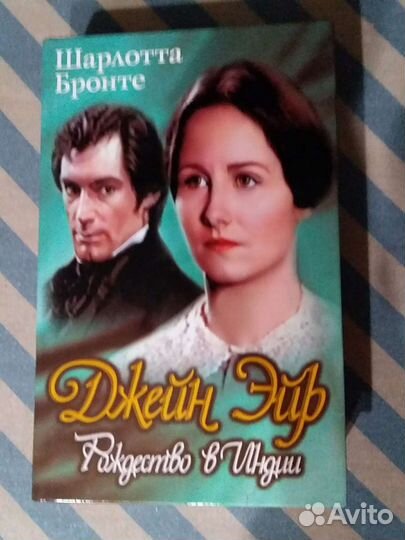 Шарлотта
Бронте
Джейн Эйр
Рождество в Индии
Avito